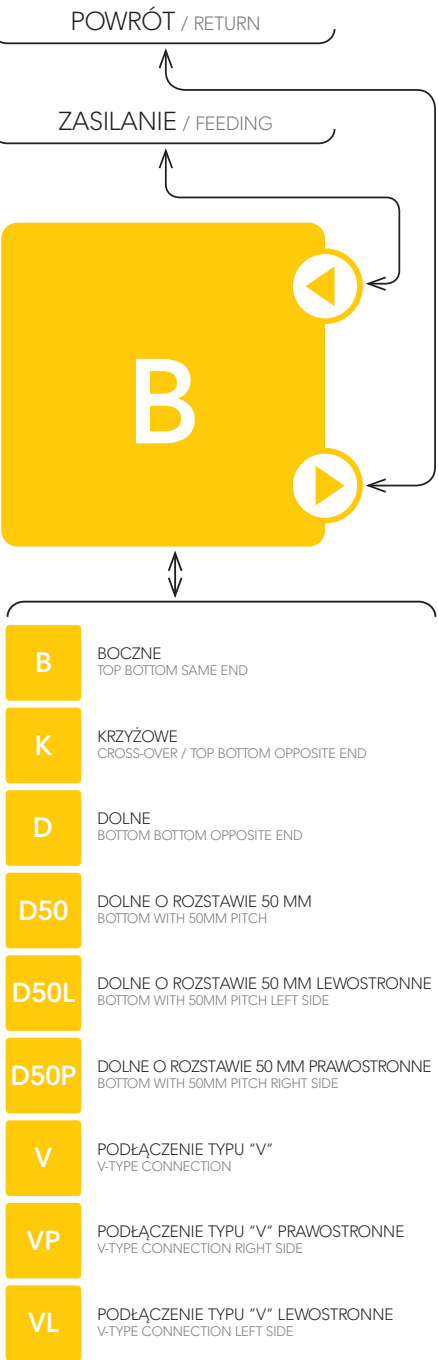 POWRÓT / RETURN
ZASILANIE / FEEDING
B
B
BOCZNE
TOP BOTTOM SAME END
K
KRZYŻOWE
CROSS-OVER / TOP BOTTOM OPPOSITE END
D
DOLNE
BOTTOM BOTTOM OPPOSITE END
D50
DOLNE O ROZSTAWIE 50 MM
BOTTOM WITH 50MM PITCH
D50L
DOLNE O ROZSTAWIE 50 MM LEWOSTRONNE
BOTTOM WITH 50MM PITCH LEFT SIDE
D50P
DOLNE O ROZSTAWIE 50 MM PRAWOSTRONNE
BOTTOM WITH 50MM PITCH RIGHT SIDE
V
PODŁĄCZENIE TYPU "V"
V-TYPE CONNECTION
VP
PODŁĄCZENIE TYPU "V" PRAWOSTRONNE
V-TYPE CONNECTION RIGHT SIDE
VL
PODŁĄCZENIE TYPU "V" LEWOSTRONNE
V-TYPE CONNECTION LEFT SIDE